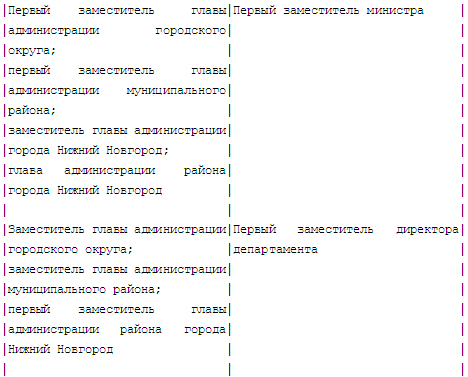 |Первый заместитель главы|Первый заместитель министра |
|администрации городского| |
|округа; | |
|первый заместитель главы| |
|администрации муниципального| |
|района; | |
|заместитель главы администрации| |
|города Нижний Новгород; | |
|глава администрации района| |
|города Нижний Новгород | |
| | |
|Заместитель главы администрации|Первый заместитель директора|
|городского округа; |департамента |
|заместитель главы администрации| |
|муниципального района; | |
|первый заместитель главы| |
|администрации района города| |
|Нижний Новгород | |
| | |